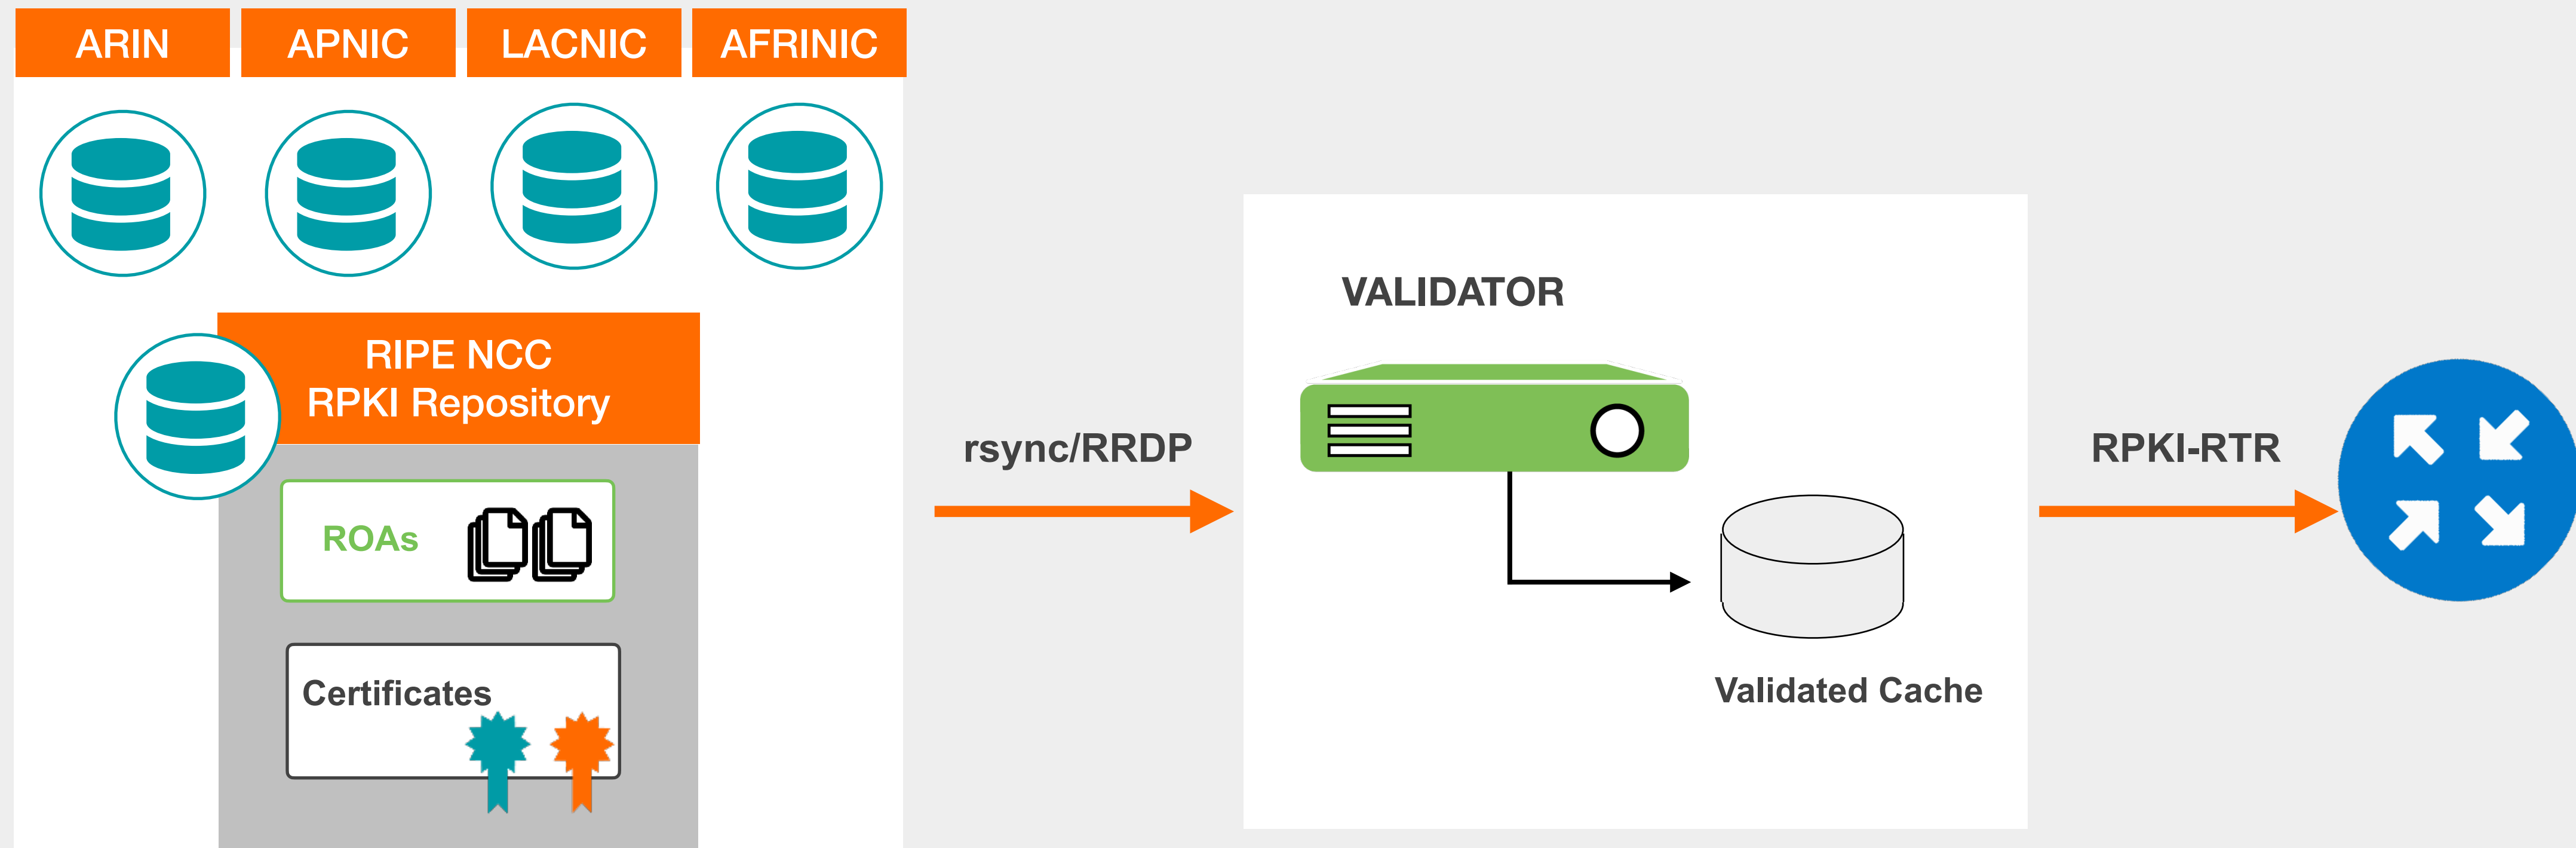 ARIN
APNIC
LACNIC
AFRINIC
RIPE NCC
RPKI Repository
ROAs
Certificates
rsync/RRDP
VALIDATOR
Validated Cache
RPKI-RTR